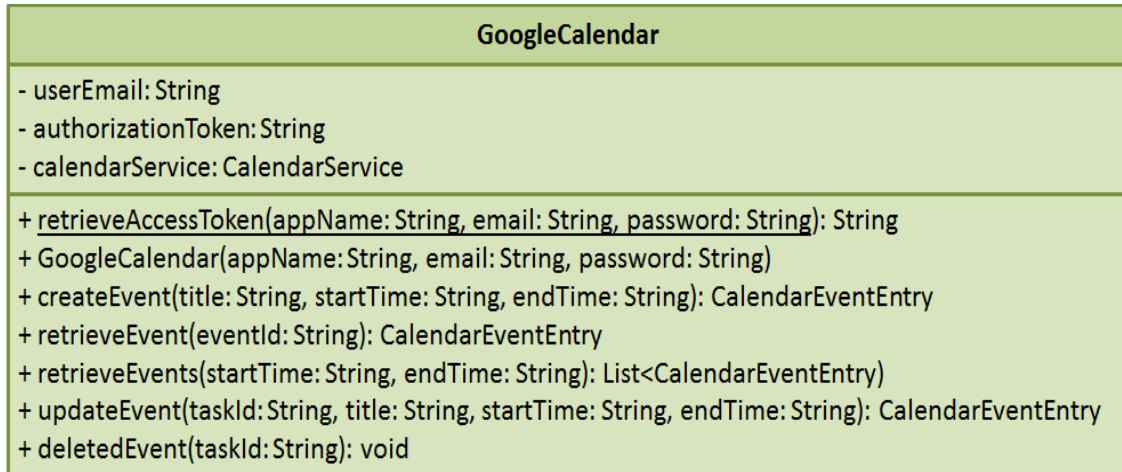 GoogleCalendar
- userEmail: String
- authorizationToken: String
- calendarService: CalendarService
+ retrieveAccessToken(appName: String, email: String, password: String): String
+ GoogleCalendar(appName: String, email: String, password: String)
+ createEvent(title: String, startTime: String, endTime: String): CalendarEventEntry
+ retrieveEvent(eventId: String): CalendarEventEntry
+ retrieveEvents(startTime: String, endTime: String): List<CalendarEventEntry)
+ updateEvent(taskId: String, title: String, startTime: String, endTime: String): CalendarEventEntry
+ deletedEvent(taskId: String): void